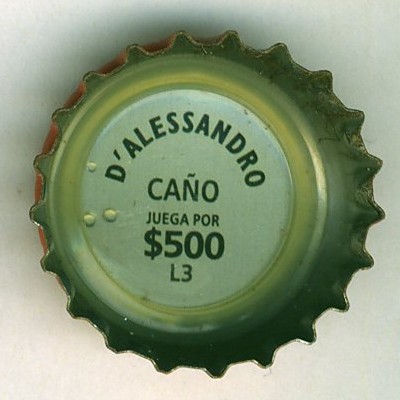 D'ALESSANDRO
CAÑO
JUEGA POR
$500
L3